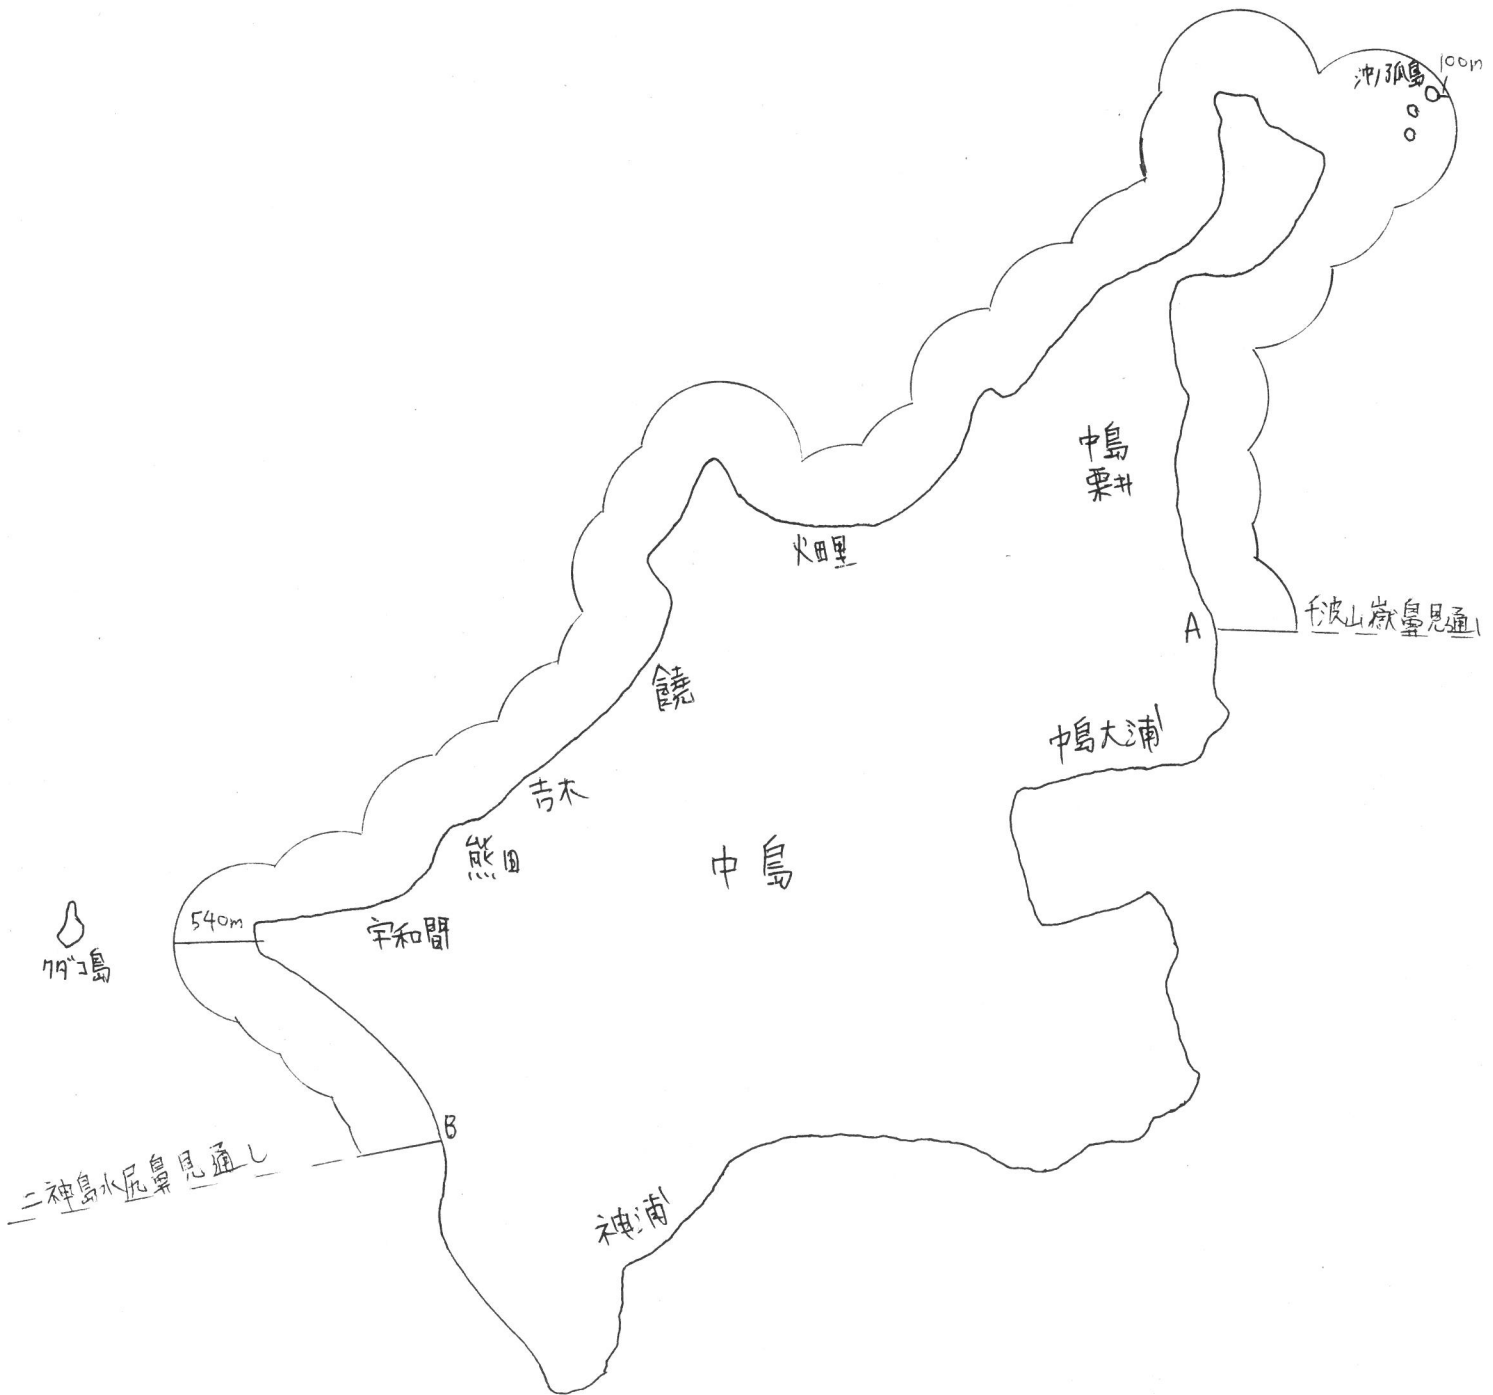 沖ノ孤島
100m
中島
粟井
畑里
千波山嶽鼻見通し
A
饒
中島大浦
吉木
熊田
中島
540m
宇和間
クダコ島
B
二神島水尻鼻見通し
神浦